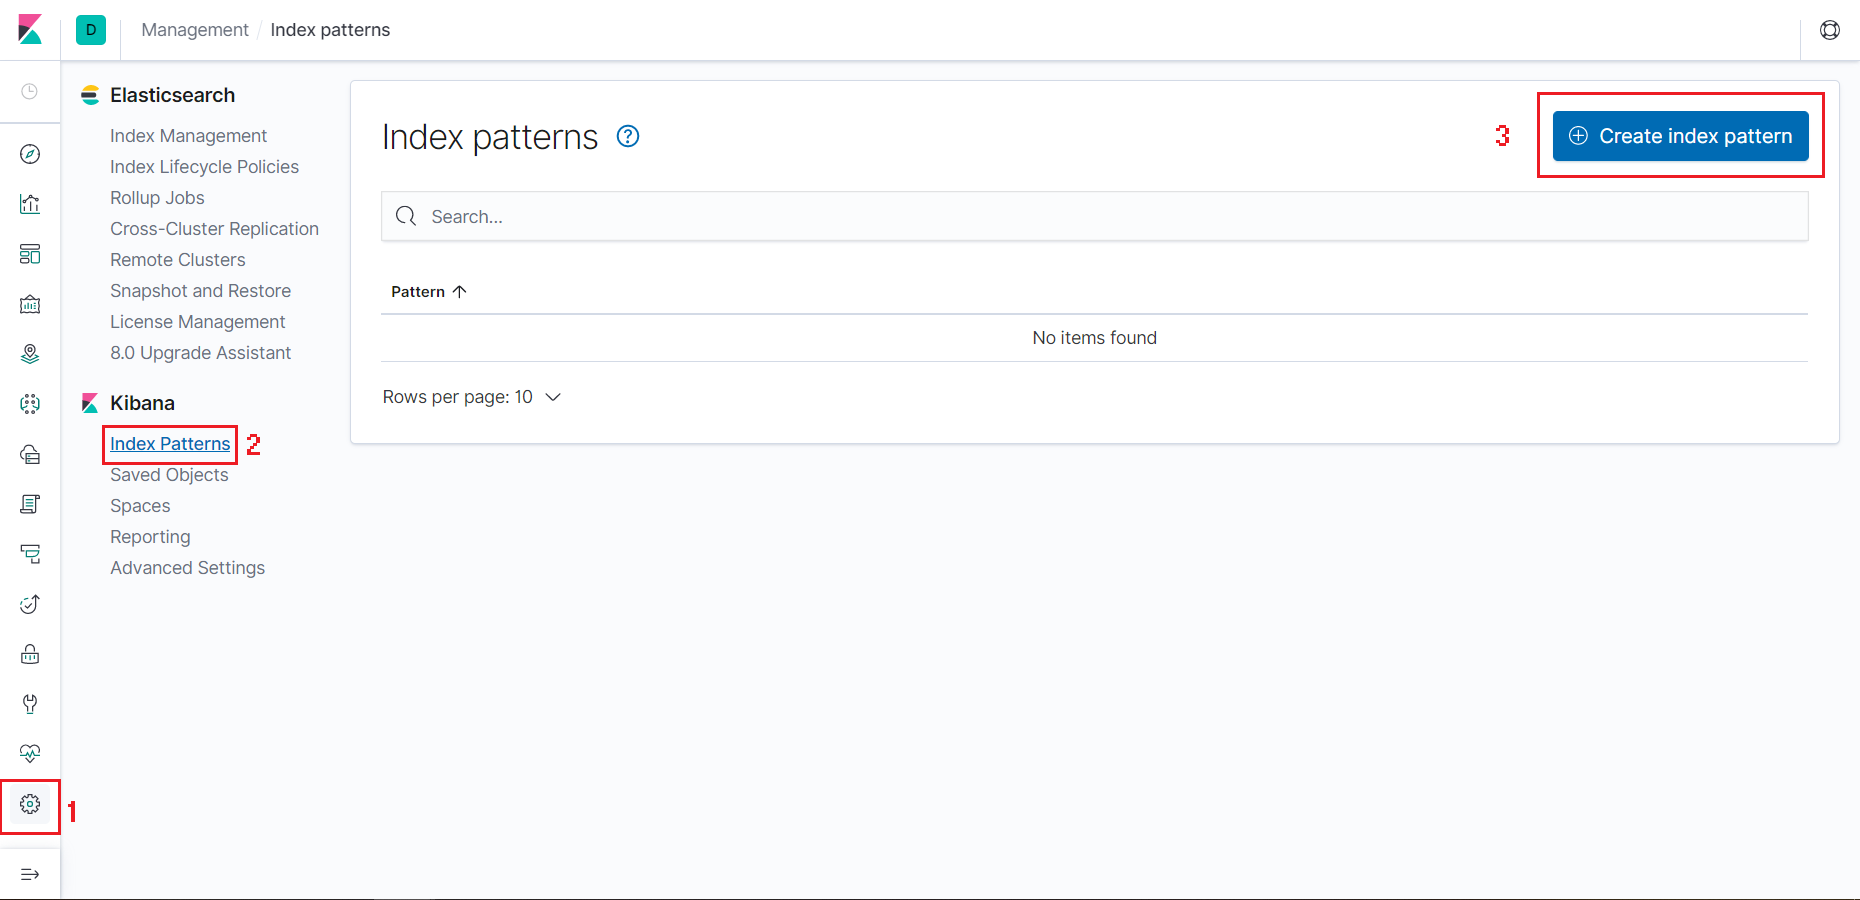 D Management / Index patterns
Elasticsearch
Index Management
Index Lifecycle Policies
Rollup Jobs
Cross-Cluster Replication
Remote Clusters
Snapshot and Restore
License Management
8.0 Upgrade Assistant
Kibana
Index Patterns 2
Saved Objects
Spaces
Reporting
Advanced Settings
1
Index patterns ?
3 Create index pattern
Search...
Pattern ↑
No items found
Rows per page: 10